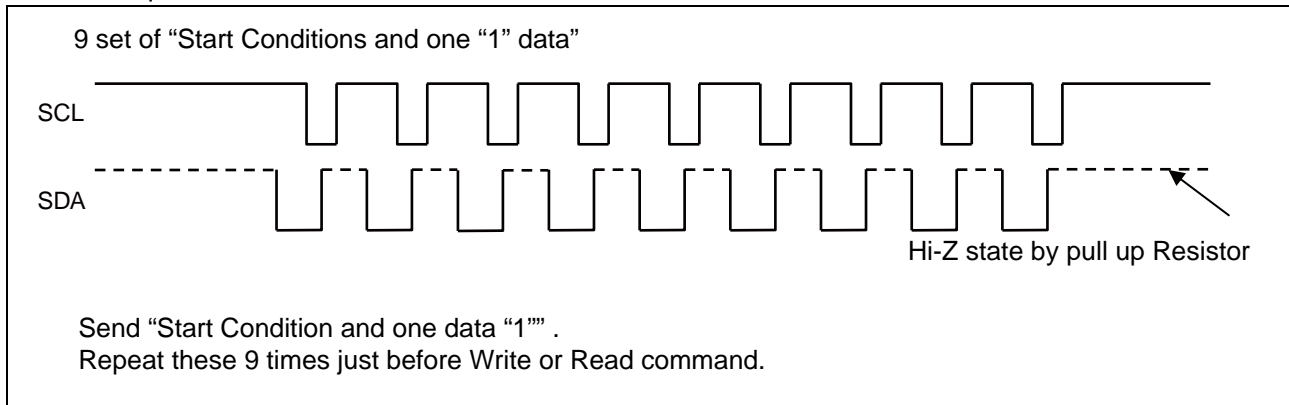 9 set of “Start Conditions and one “1” data”
SCL
SDA
Hi-Z state by pull up Resistor
Send “Start Condition and one data “1”” .
Repeat these 9 times just before Write or Read command.